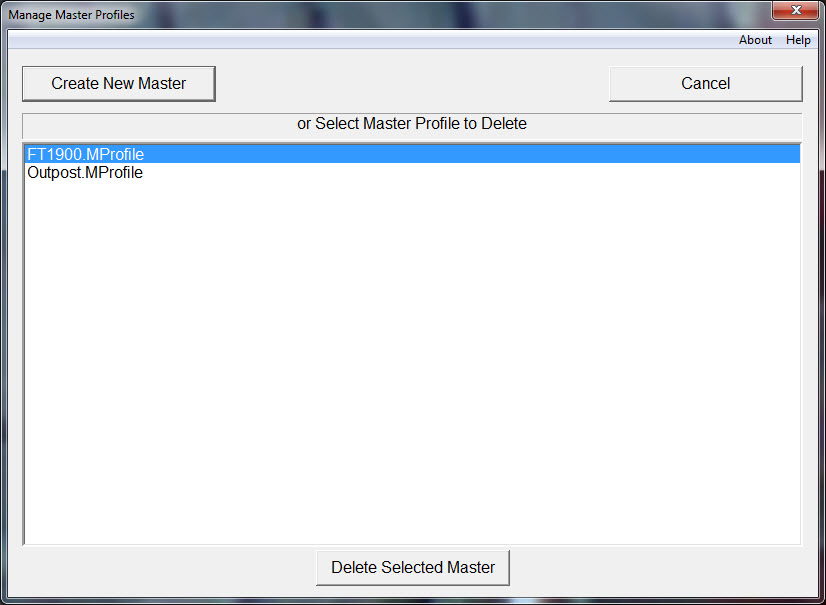 Manage Master Profiles
About Help
Create New Master Cancel
or Select Master Profile to Delete
FT1900.MProfile
Outpost.MProfile
Delete Selected Master